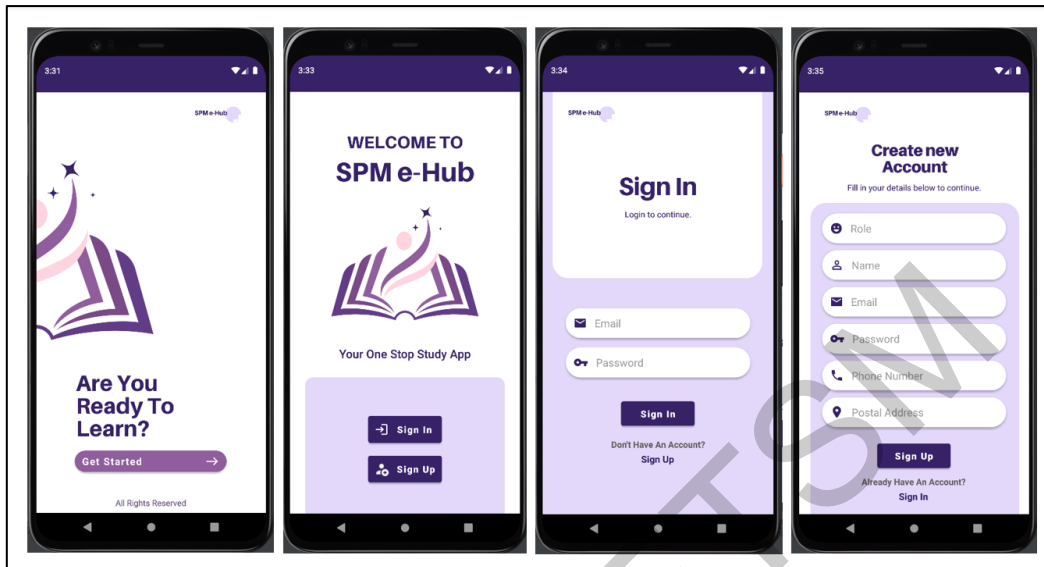 3:31
SPM e-Hub
Are You
Ready To
Learn?
Get Started
All Rights Reserved
3:33
WELCOME TO
SPM e-Hub
Your One Stop Study App
Sign In
Sign Up
3:34
SPM e-Hub
Sign In
Login to continue.
Email
Password
Sign In
Don't Have An Account?
Sign Up
3:35
SPM e-Hub
Create new
Account
Fill in your details below to continue.
Role
Name
Email
Password
Phone Number
Postal Address
Sign Up
Already Have An Account?
Sign In
TSM